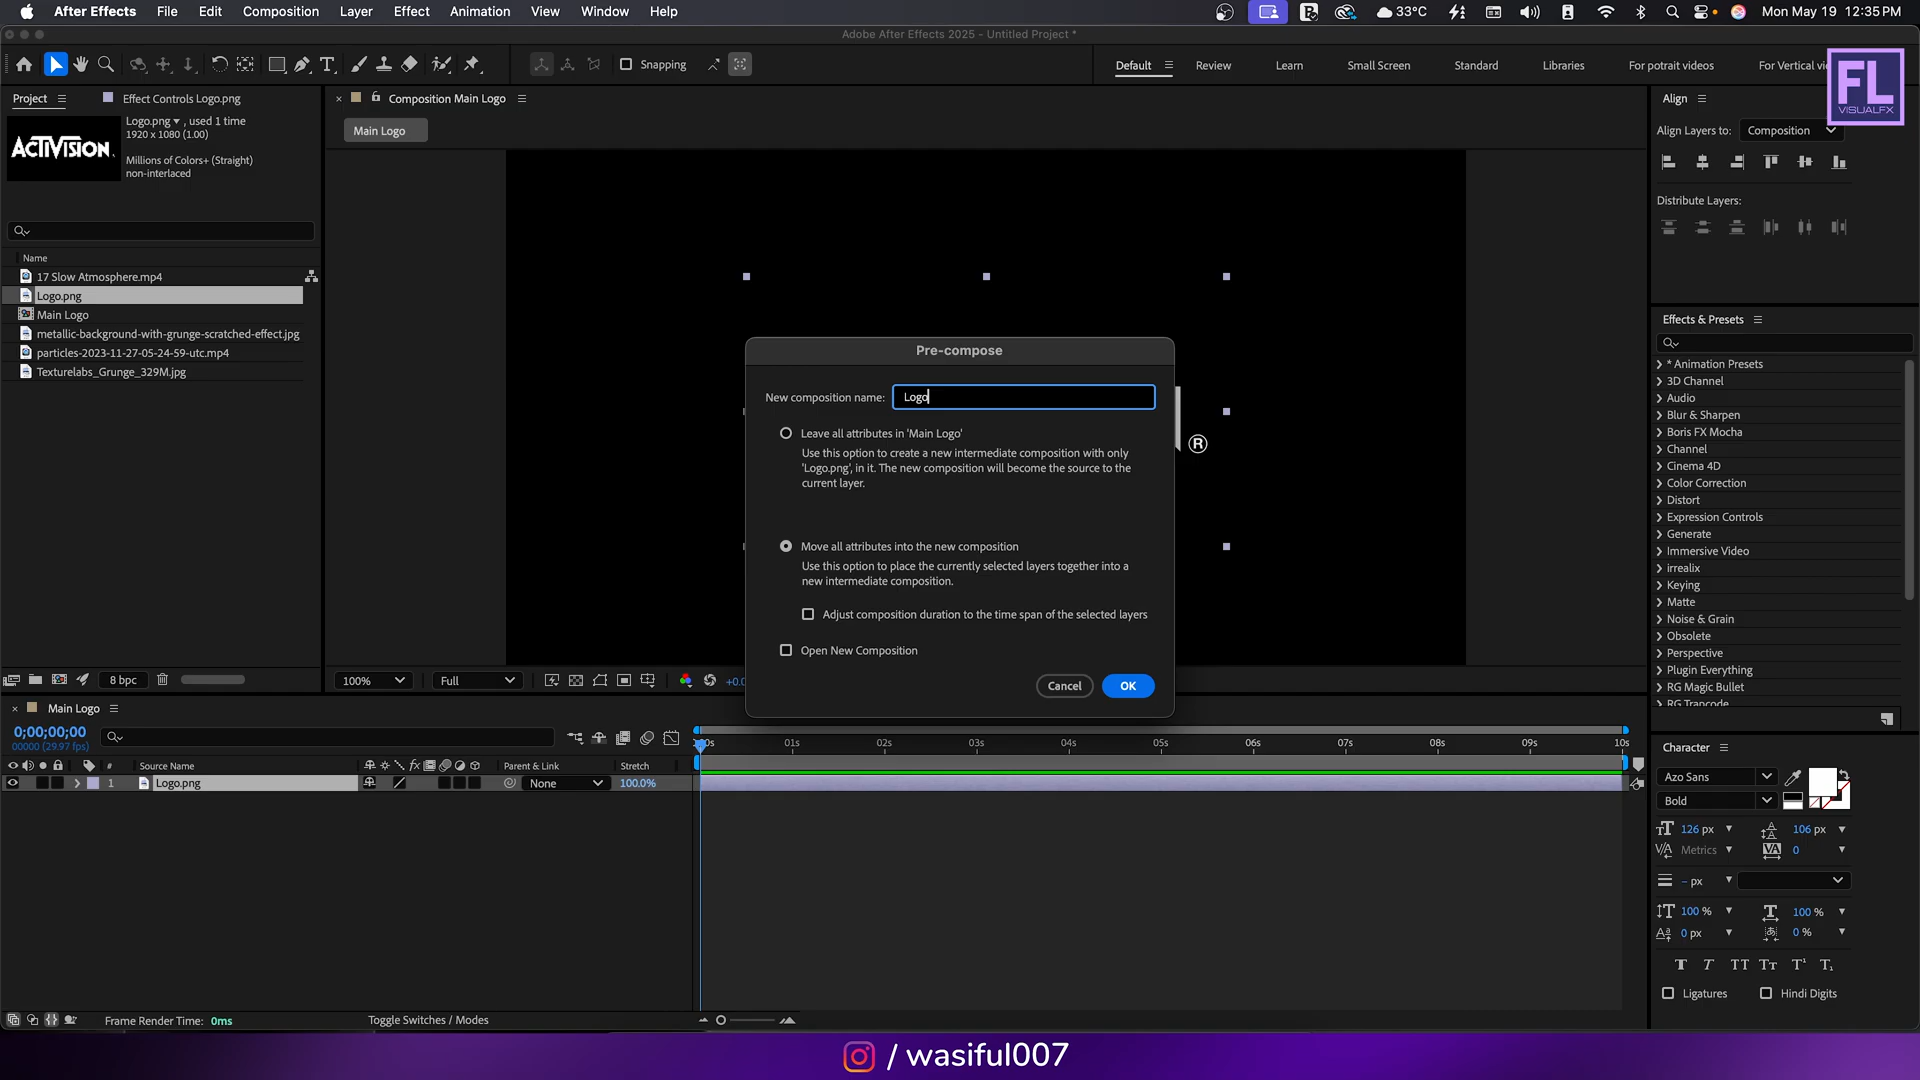 After Effects File Edit Composition Layer Effect Animation View Window Help
33°C Mon May 19 12:35 PM
Adobe After Effects 2025 - Untitled Project *
Snapping
Default Review Learn Small Screen Standard Libraries For potrait videos For Vertical vi
FL
VISUALFX
Project Effect Controls Logo.png
Composition Main Logo
Main Logo
ACTIVISION
Logo.png , used 1 time
1920 x 1080 (1.00)
Millions of Colors+ (Straight)
non-interlaced
Name
17 Slow Atmosphere.mp4
Logo.png
Main Logo
metallic-background-with-grunge-scratched-effect.jpg
particles-2023-11-27-05-24-59-utc.mp4
Texturelabs_Grunge_329M.jpg
8 bpc
Pre-compose
New composition name: Logo
Leave all attributes in 'Main Logo'
Use this option to create a new intermediate composition with only
'Logo.png', in it. The new composition will become the source to the
current layer.
Move all attributes into the new composition
Use this option to place the currently selected layers together into a
new intermediate composition.
Adjust composition duration to the time span of the selected layers
Open New Composition
Cancel OK
®
100% Full +0.0
Align
Align Layers to: Composition
Distribute Layers:
Effects & Presets
* Animation Presets
3D Channel
Audio
Blur & Sharpen
Boris FX Mocha
Channel
Cinema 4D
Color Correction
Distort
Expression Controls
Generate
Immersive Video
irrealix
Keying
Matte
Noise & Grain
Obsolete
Perspective
Plugin Everything
RG Magic Bullet
RG Trapcode
Main Logo
0;00;00;00
00000 (29.97 fps)
# Source Name fx Parent & Link Stretch
1 Logo.png None 100.0%
:00s 01s 02s 03s 04s 05s 06s 07s 08s 09s 10s
Character
Azo Sans
Bold
126 px 106 px
Metrics 0
– px
100 % 100 %
0 px 0 %
T T TT Tт T¹ T₁
Ligatures Hindi Digits
Frame Render Time: 0ms
Toggle Switches / Modes
/ wasiful007